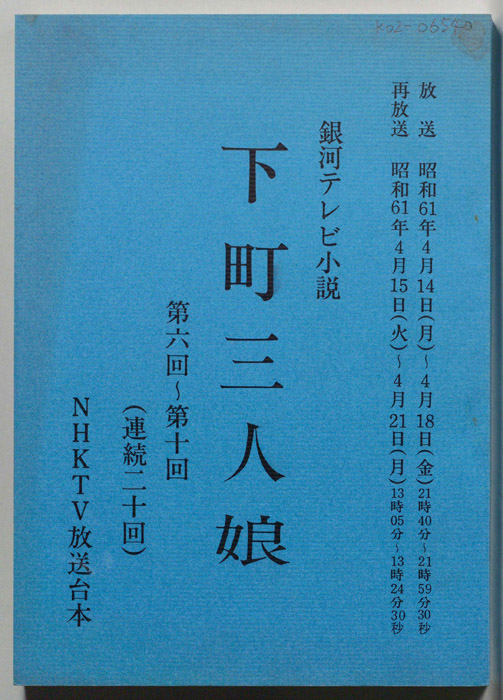 K02-06540
放送 昭和61年4月14日(月)～4月18日(金)21時40分～21時59分30秒
再放送 昭和61年4月15日(火)～4月21日(月)13時05分～13時24分30秒
銀河テレビ小説
下町三人娘
第六回～第十回
(連続二十回)
NHKTV放送台本